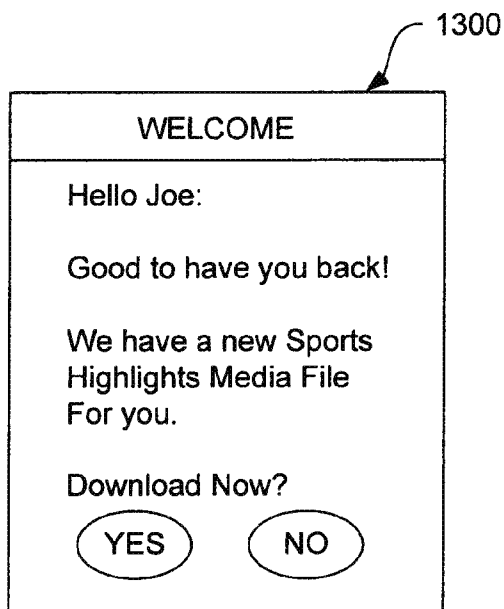 1300
WELCOME
Hello Joe:
Good to have you back!
We have a new Sports
Highlights Media File
For you.
Download Now?
YES NO